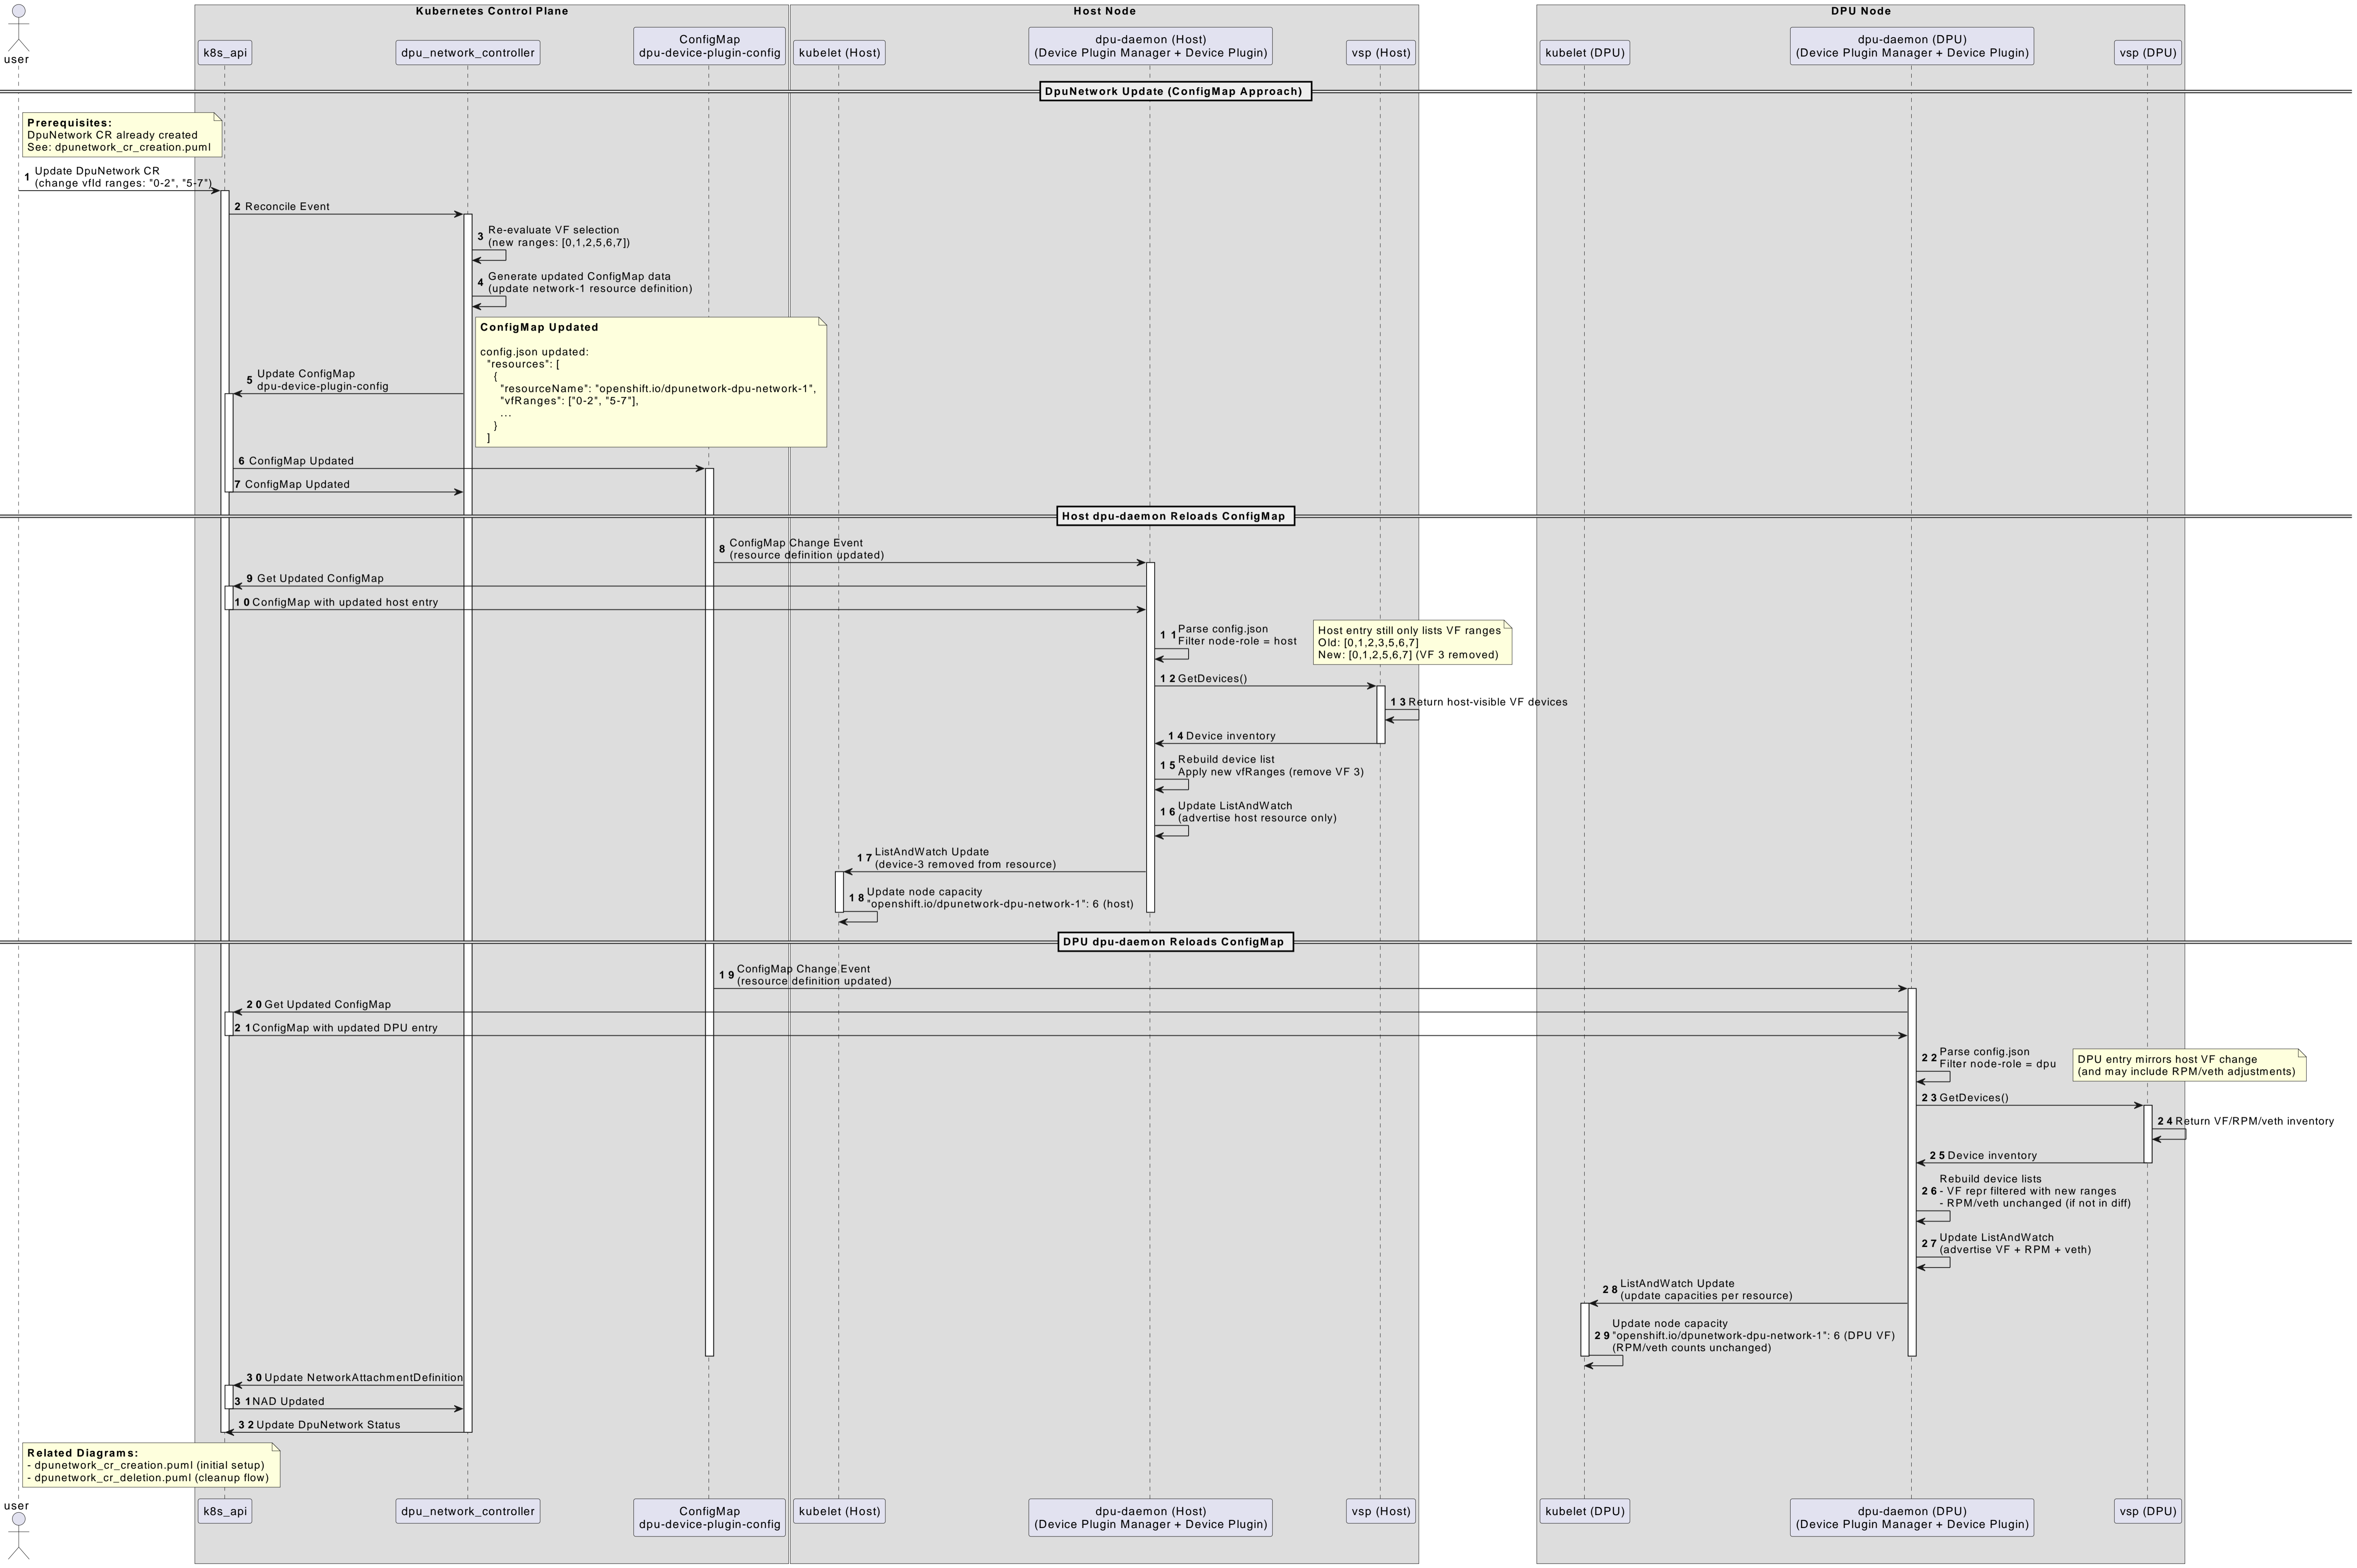 Kubernetes Control Plane
Host Node
DPU Node
user
k8s_api
dpu_network_controller
ConfigMap
dpu-device-plugin-config
kubelet (Host)
dpu-daemon (Host)
(Device Plugin Manager + Device Plugin)
vsp (Host)
kubelet (DPU)
dpu-daemon (DPU)
(Device Plugin Manager + Device Plugin)
vsp (DPU)
DpuNetwork Update (ConfigMap Approach)
Prerequisites:
DpuNetwork CR already created
See: dpunetwork_cr_creation.puml
1 Update DpuNetwork CR
(change vfId ranges: "0-2", "5-7")
2 Reconcile Event
3 Re-evaluate VF selection
(new ranges: [0,1,2,5,6,7])
4 Generate updated ConfigMap data
(update network-1 resource definition)
ConfigMap Updated
config.json updated:
"resources": [
{
"resourceName": "openshift.io/dpunetwork-dpu-network-1",
"vfRanges": ["0-2", "5-7"],
...
}
]
5 Update ConfigMap
dpu-device-plugin-config
6 ConfigMap Updated
7 ConfigMap Updated
Host dpu-daemon Reloads ConfigMap
8 ConfigMap Change Event
(resource definition updated)
9 Get Updated ConfigMap
10 ConfigMap with updated host entry
11 Parse config.json
Filter node-role = host
Host entry still only lists VF ranges
Old: [0,1,2,3,5,6,7]
New: [0,1,2,5,6,7] (VF 3 removed)
12 GetDevices()
13 Return host-visible VF devices
14 Device inventory
15 Rebuild device list
Apply new vfRanges (remove VF 3)
16 Update ListAndWatch
(advertise host resource only)
17 ListAndWatch Update
(device-3 removed from resource)
18 Update node capacity
"openshift.io/dpunetwork-dpu-network-1": 6 (host)
DPU dpu-daemon Reloads ConfigMap
19 ConfigMap Change Event
(resource definition updated)
20 Get Updated ConfigMap
21 ConfigMap with updated DPU entry
22 Parse config.json
Filter node-role = dpu
DPU entry mirrors host VF change
(and may include RPM/veth adjustments)
23 GetDevices()
24 Return VF/RPM/veth inventory
25 Device inventory
26 Rebuild device lists
- VF repr filtered with new ranges
- RPM/veth unchanged (if not in diff)
27 Update ListAndWatch
(advertise VF + RPM + veth)
28 ListAndWatch Update
(update capacities per resource)
29 Update node capacity
"openshift.io/dpunetwork-dpu-network-1": 6 (DPU VF)
(RPM/veth counts unchanged)
30 Update NetworkAttachmentDefinition
31 NAD Updated
32 Update DpuNetwork Status
Related Diagrams:
- dpunetwork_cr_creation.puml (initial setup)
- dpunetwork_cr_deletion.puml (cleanup flow)
user
k8s_api
dpu_network_controller
ConfigMap
dpu-device-plugin-config
kubelet (Host)
dpu-daemon (Host)
(Device Plugin Manager + Device Plugin)
vsp (Host)
kubelet (DPU)
dpu-daemon (DPU)
(Device Plugin Manager + Device Plugin)
vsp (DPU)